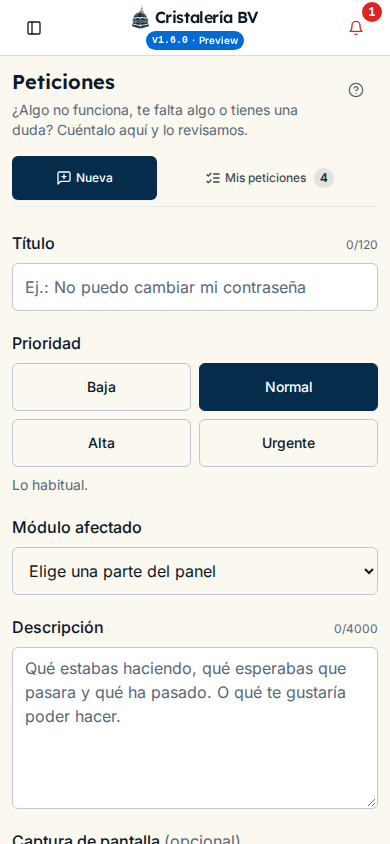 Cristalería BV
1
v1.6.0 · Preview
Peticiones
¿Algo no funciona, te falta algo o tienes una
duda? Cuéntalo aquí y lo revisamos.
Nueva
Mis peticiones 4
Título 0/120
Ej.: No puedo cambiar mi contraseña
Prioridad
Baja
Normal
Alta
Urgente
Lo habitual.
Módulo afectado
Elige una parte del panel
Descripción 0/4000
Qué estabas haciendo, qué esperabas que
pasara y qué ha pasado. O qué te gustaría
poder hacer.
Captura de pantalla (opcional)